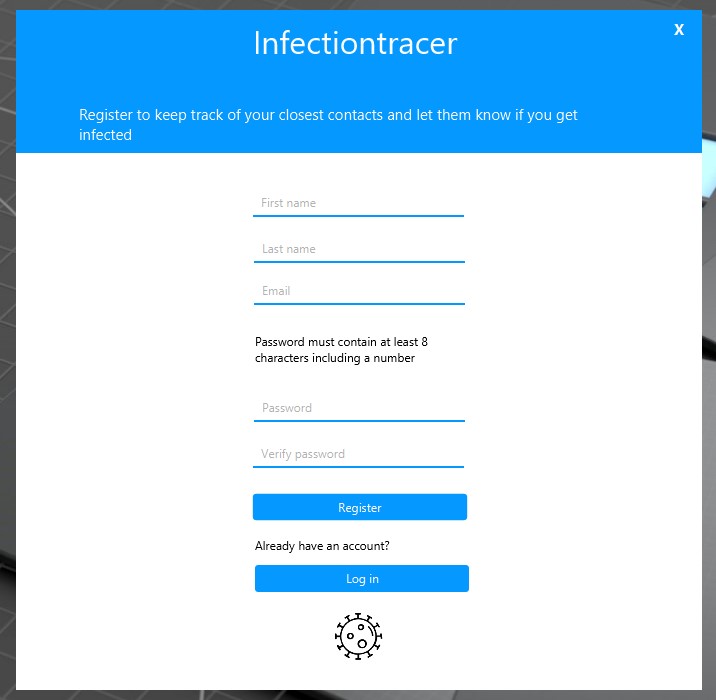 Infectiontracer
X
Register to keep track of your closest contacts and let them know if you get
infected
First name
Last name
Email
Password must contain at least 8
characters including a number
Password
Verify password
Register
Already have an account?
Log in